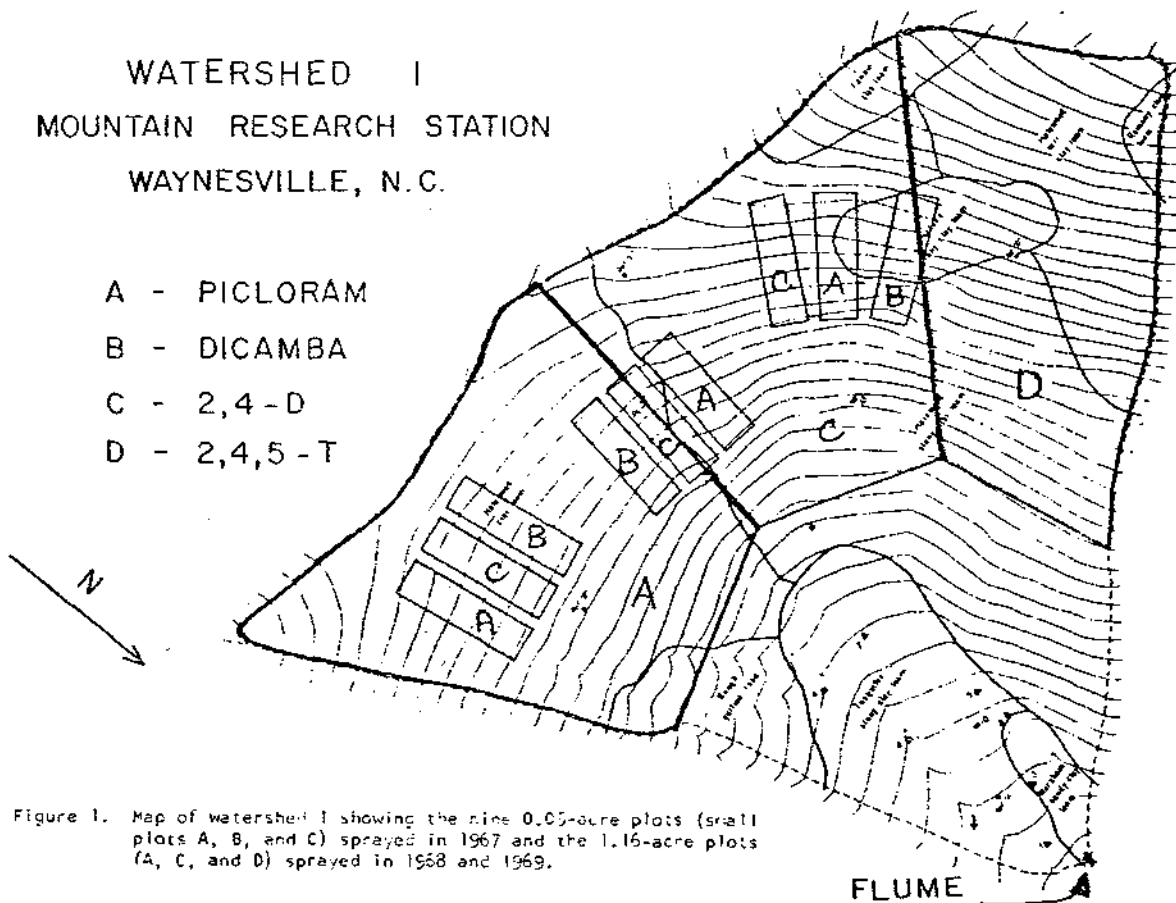 WATERSHED I
MOUNTAIN RESEARCH STATION
WAYNESVILLE, N.C.
A - PICLORAM
B - DICAMBA
C - 2,4-D
D - 2,4,5-T
N
C A B
A
C
B
D
C
B
C
A
A
Figure 1. Map of watershed 1 showing the nine 0.05-acre plots (small
plots A, B, and C) sprayed in 1967 and the 1.16-acre plots
(A, C, and D) sprayed in 1968 and 1969.
FLUME